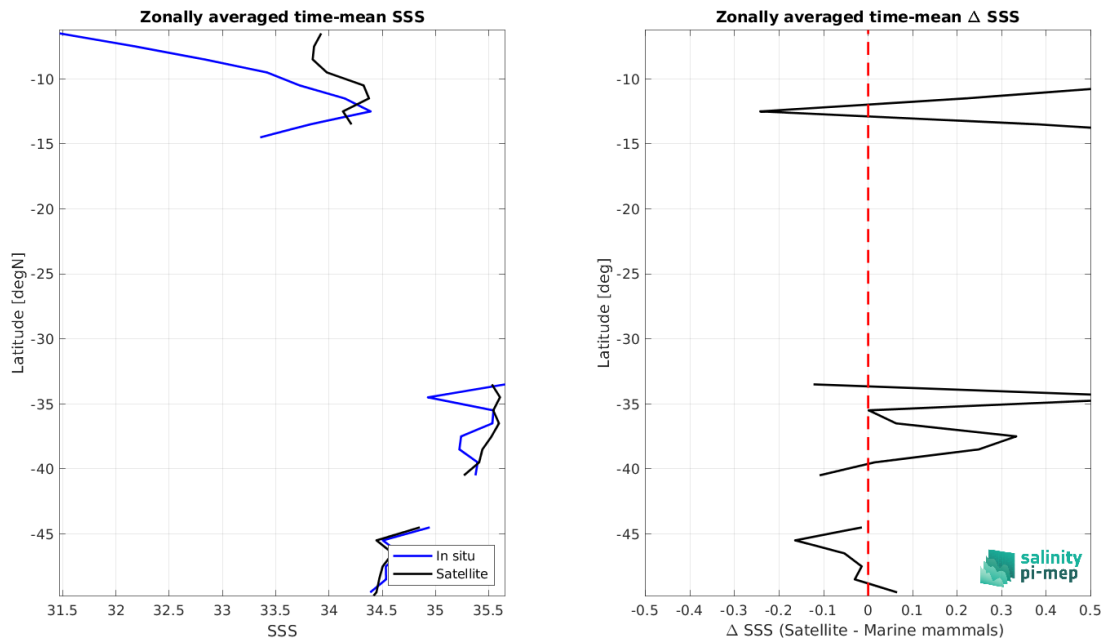 Zonally averaged time-mean SSS
-10
-15
-20
-25
-30
-35
-40
-45
Latitude [degN]
31.5 32 32.5 33 33.5 34 34.5 35 35.5
SSS
In situ
Satellite
Zonally averaged time-mean Δ SSS
-10
-15
-20
-25
-30
-35
-40
-45
Latitude [deg]
-0.5 -0.4 -0.3 -0.2 -0.1 0 0.1 0.2 0.3 0.4 0.5
Δ SSS (Satellite - Marine mammals)
salinity
pi-mep